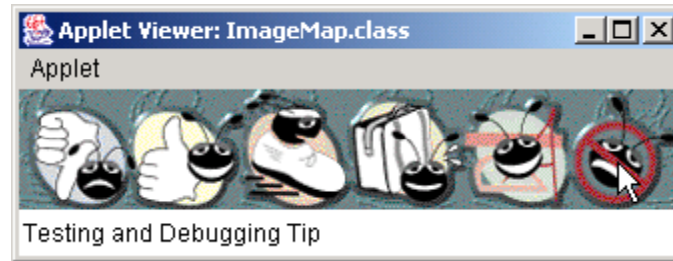 Applet Viewer: ImageMap.class
Applet
Testing and Debugging Tip